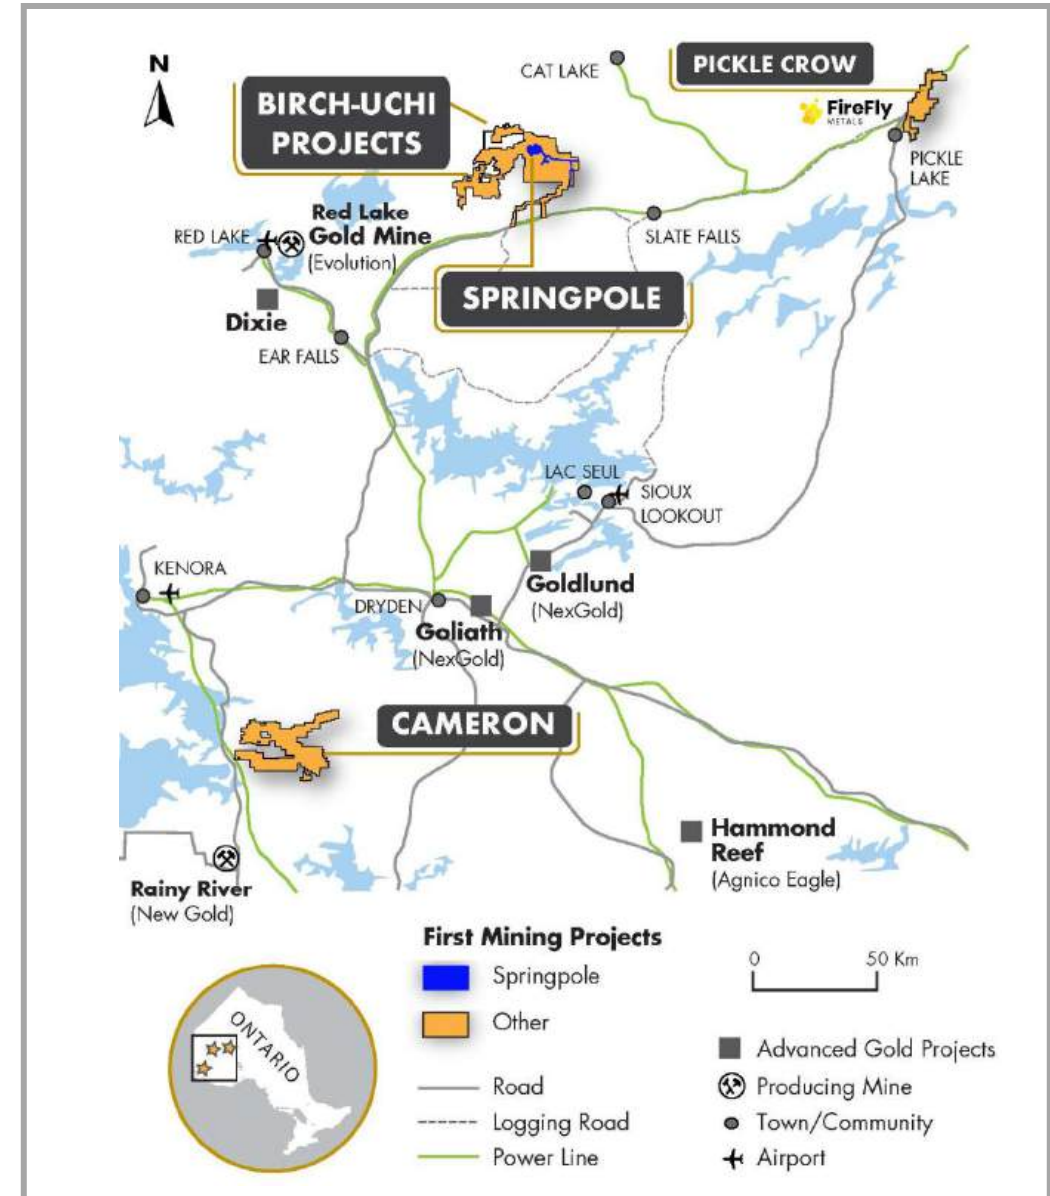 N
CAT LAKE
PICKLE CROW
BIRCH-UCHI
PROJECTS
FireFly
METALS
PICKLE
LAKE
Red Lake
Gold Mine
(Evolution)
RED LAKE
SLATE FALLS
SPRINGPOLE
Dixie
EAR FALLS
LAC SEUL
SIOUX
LOOKOUT
KENORA
Goldlund
(NexGold)
DRYDEN
Goliath
(NexGold)
CAMERON
Hammond
Reef
(Agnico Eagle)
Rainy River
(New Gold)
First Mining Projects
Springpole
Other
Road
Logging Road
Power Line
0 50 Km
Advanced Gold Projects
Producing Mine
Town/Community
Airport
ONTARIO